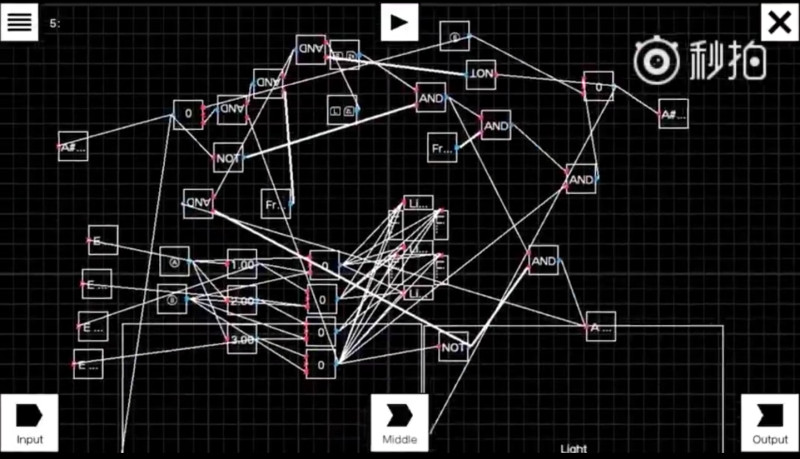 5:
秒拍
AND
NOT
AND
AND
0
A#...
0
AND
AND
AND
Fr...
A#...
NOT
AND
AND
Fr...
Li...
E...
AND
Ⓐ
1.00
0
Li...
E ...
Ⓑ
2.00
0
Li...
E ...
A ...
3.00
0
NOT
E ...
0
Input
Middle
Output
Light